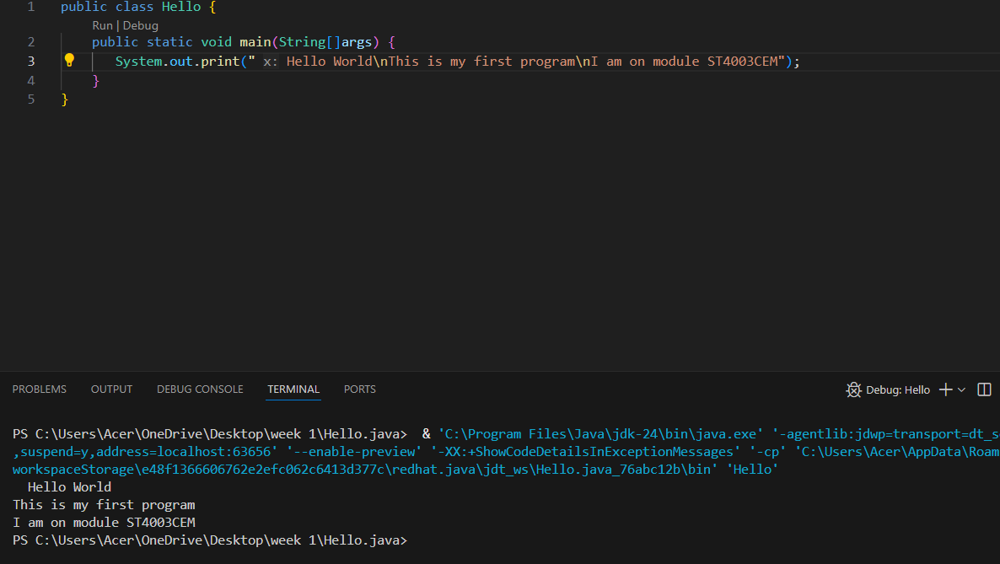 1 public class Hello {
Run | Debug
2 public static void main(String[]args) {
3 System.out.print(" x: Hello World\nThis is my first program\nI am on module ST4003CEM");
4 }
5 }
PROBLEMS OUTPUT DEBUG CONSOLE TERMINAL PORTS Debug: Hello
PS C:\Users\Acer\OneDrive\Desktop\week 1\Hello.java>  & 'C:\Program Files\Java\jdk-24\bin\java.exe' '-agentlib:jdwp=transport=dt_s
,suspend=y,address=localhost:63656' '--enable-preview' '-XX:+ShowCodeDetailsInExceptionMessages' '-cp' 'C:\Users\Acer\AppData\Roam
workspaceStorage\e48f1366606762e2efc062c6413d377c\redhat.java\jdt_ws\Hello.java_76abc12b\bin' 'Hello'
Hello World
This is my first program
I am on module ST4003CEM
PS C:\Users\Acer\OneDrive\Desktop\week 1\Hello.java>